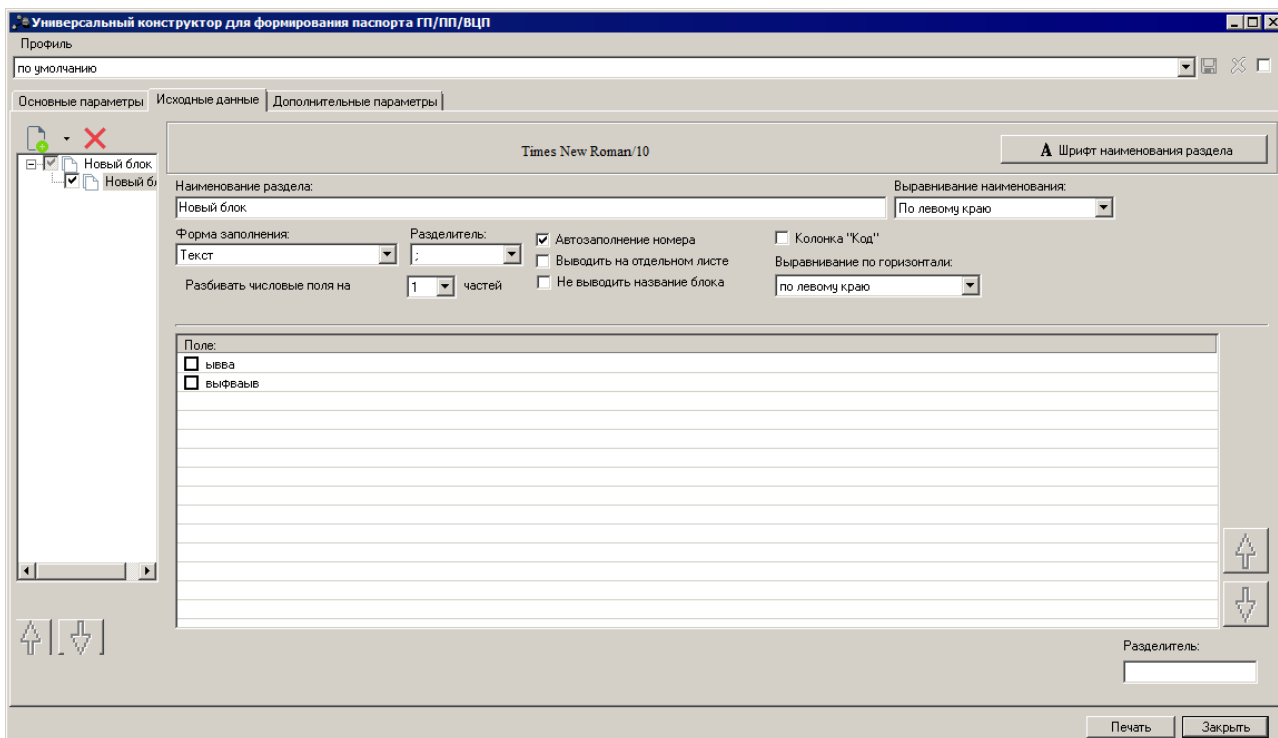 Универсальный конструктор для формирования паспорта ГП/ПП/ВЦП
Профиль
по умолчанию
Основные параметры Исходные данные Дополнительные параметры
Times New Roman/10
A Шрифт наименования раздела
Новый блок
Новый бл
Наименование раздела:
Выравнивание наименования:
Новый блок
По левому краю
Форма заполнения:
Разделитель:
Автозаполнение номера
Колонка "Код"
Текст
;
Выводить на отдельном листе
Выравнивание по горизонтали:
Разбивать числовые поля на 1 частей
Не выводить название блока
по левому краю
Поле:
ывва
выфваыв
Разделитель:
Печать Закрыть